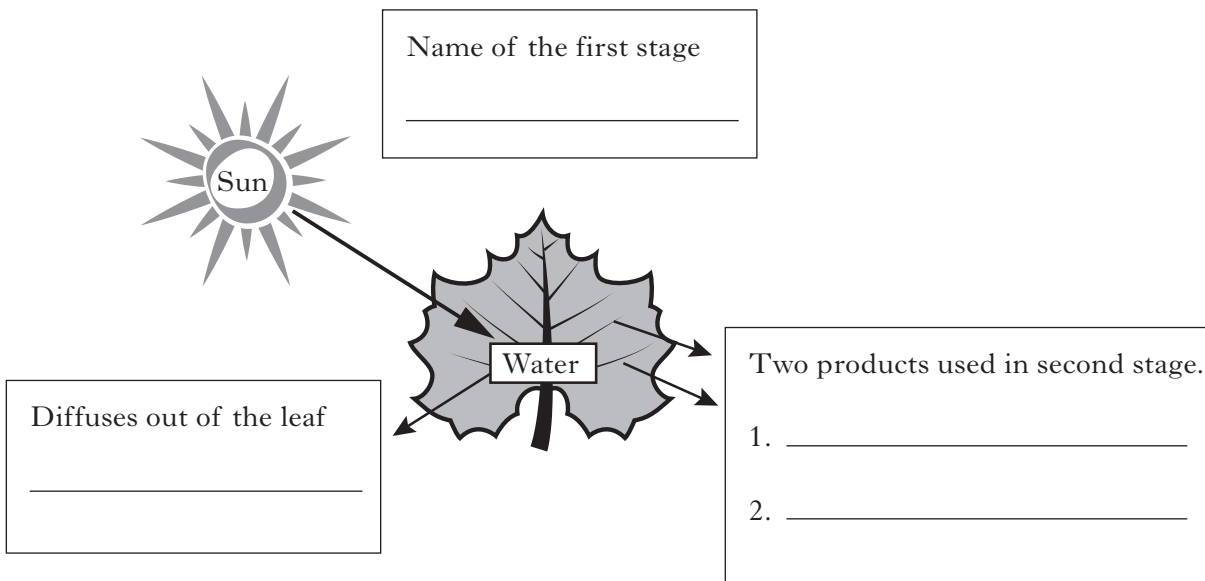 Name of the first stage
Sun
Water
Two products used in second stage.
Diffuses out of the leaf
1.
2.